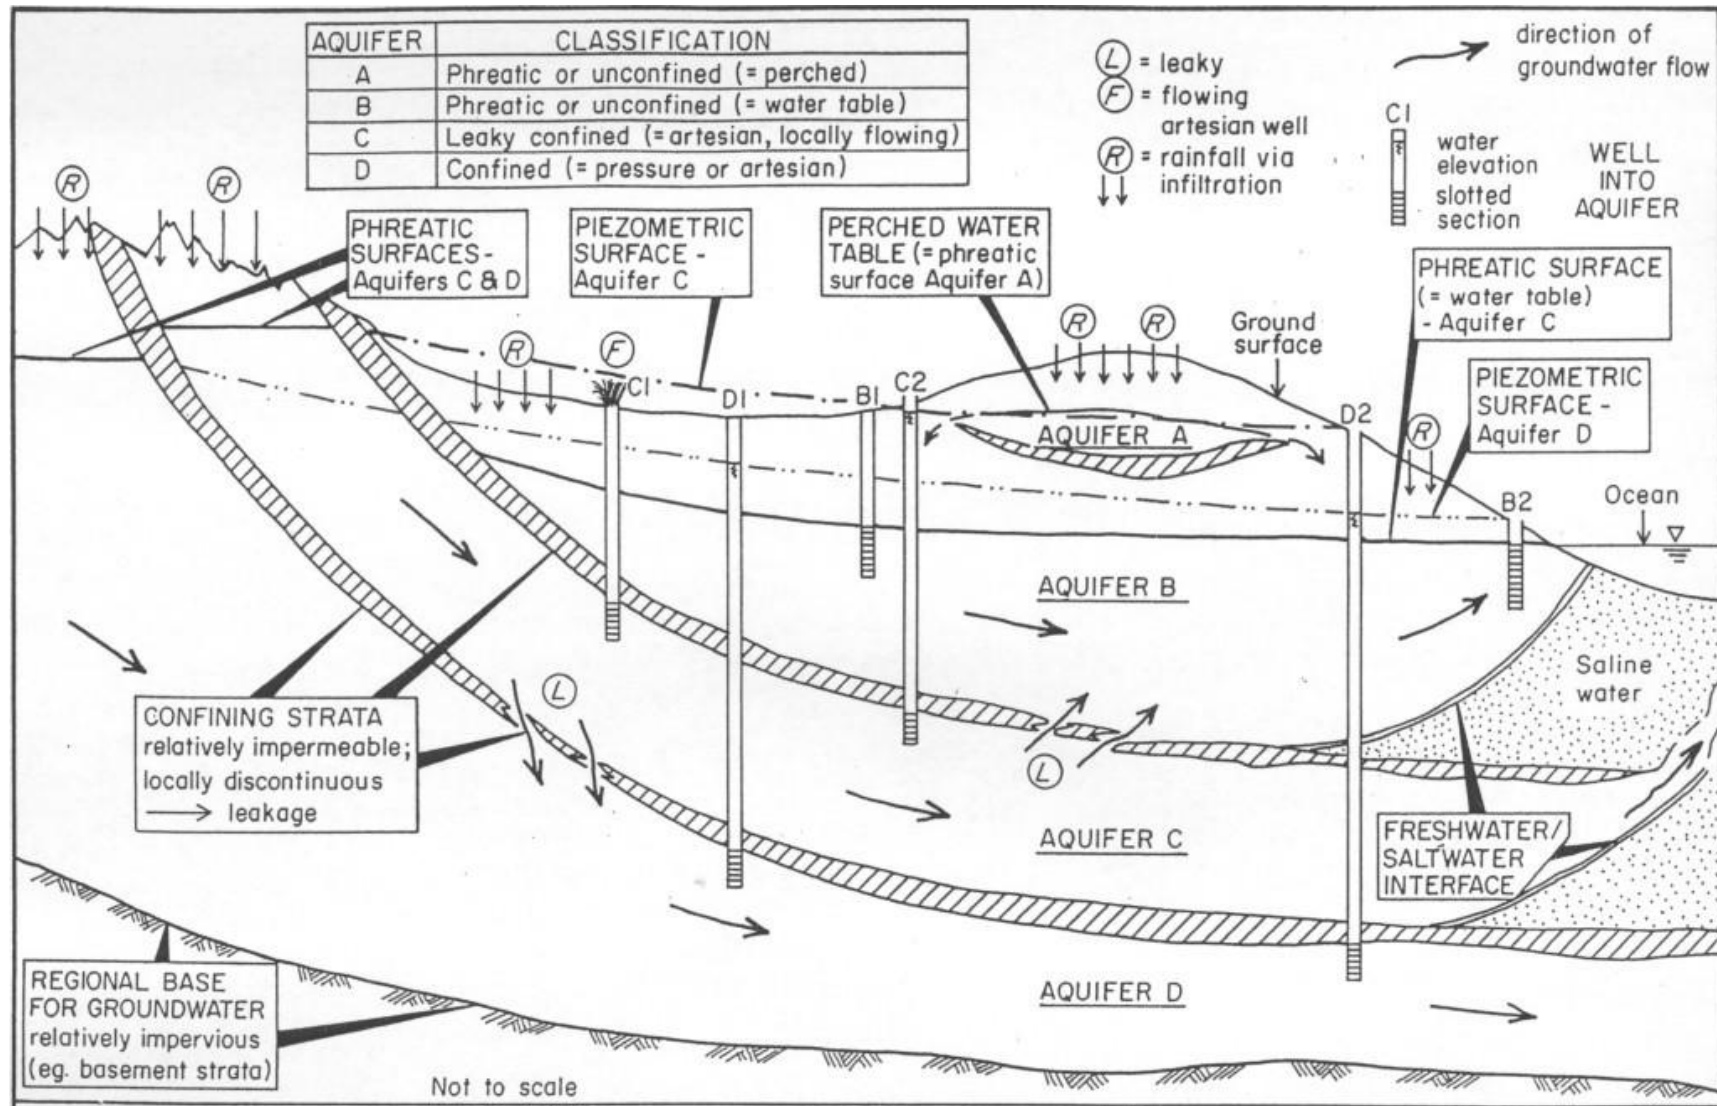 AQUIFER CLASSIFICATION
A Phreatic or unconfined (= perched)
B Phreatic or unconfined (= water table)
C Leaky confined (= artesian, locally flowing)
D Confined (= pressure or artesian)
L = leaky
F = flowing
artesian well
R = rainfall via
infiltration
direction of
groundwater flow
C1
water
elevation
slotted
section
WELL
INTO
AQUIFER
R
R
PHREATIC
SURFACES -
Aquifers C & D
PIEZOMETRIC
SURFACE -
Aquifer C
PERCHED WATER
TABLE (= phreatic
surface Aquifer A)
PHREATIC SURFACE
(= water table)
- Aquifer C
PIEZOMETRIC
SURFACE -
Aquifer D
R
F
R
R
Ground
surface
C1
D1
B1
C2
D2
R
B2
Ocean
AQUIFER A
AQUIFER B
Saline
water
L
L
CONFINING STRATA
relatively impermeable;
locally discontinuous
→ leakage
AQUIFER C
FRESHWATER/
SALTWATER
INTERFACE
REGIONAL BASE
FOR GROUNDWATER
relatively impervious
(eg. basement strata)
AQUIFER D
Not to scale